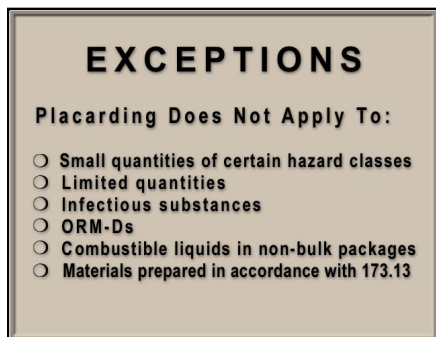 EXCEPTIONS
Placarding Does Not Apply To:
❍ Small quantities of certain hazard classes
❍ Limited quantities
❍ Infectious substances
❍ ORM-Ds
❍ Combustible liquids in non-bulk packages
❍ Materials prepared in accordance with 173.13